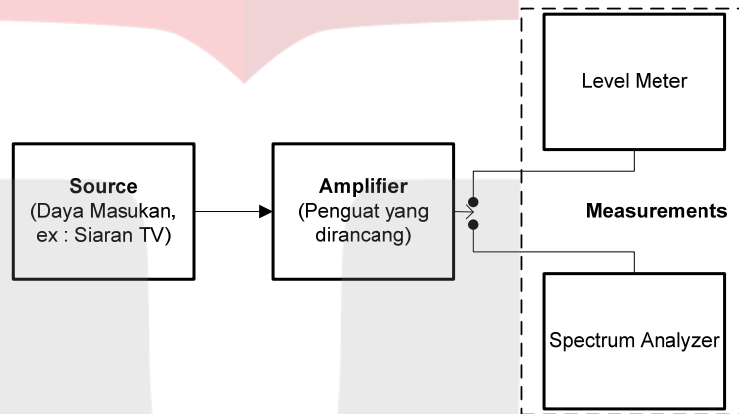 Source
(Daya Masukan,
ex : Siaran TV)
Amplifier
(Penguat yang
dirancang)
Level Meter
Measurements
Spectrum Analyzer